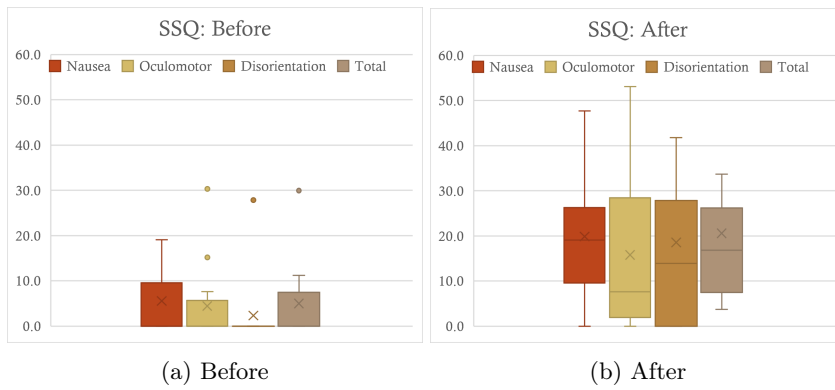 SSQ: Before
60.0
Nausea Oculomotor Disorientation Total
50.0
40.0
30.0
20.0
10.0
0.0
(a) Before
SSQ: After
60.0
Nausea Oculomotor Disorientation Total
50.0
40.0
30.0
20.0
10.0
0.0
(b) After